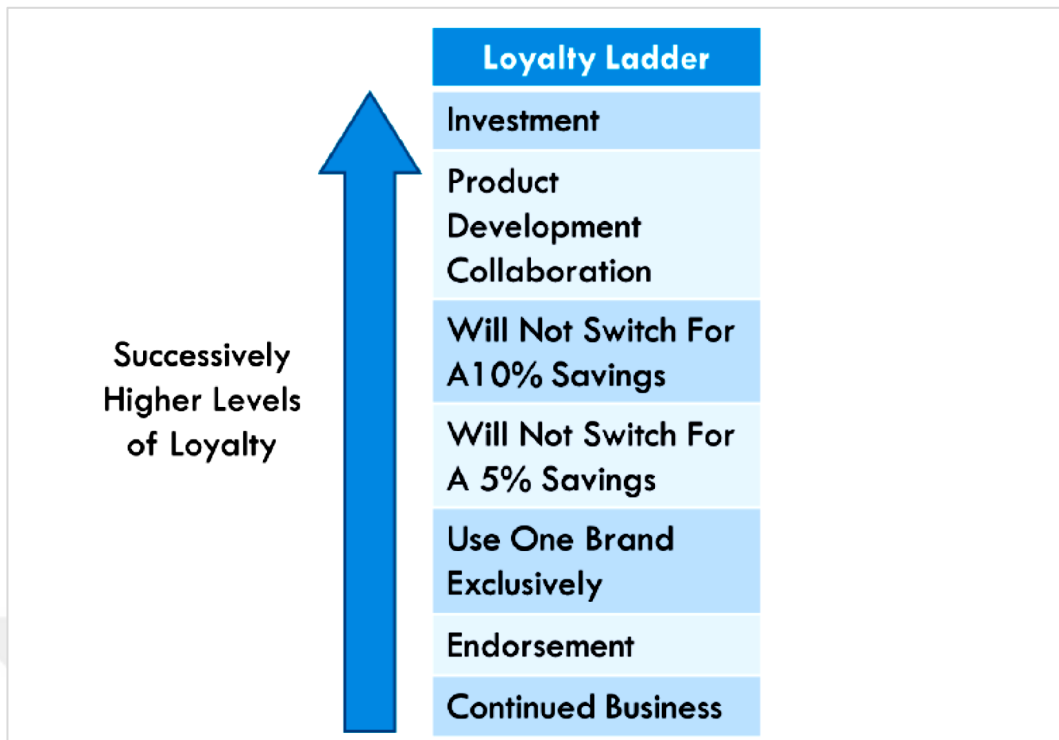 Loyalty Ladder
Investment
Product
Development
Collaboration
Will Not Switch For
A10% Savings
Will Not Switch For
A 5% Savings
Use One Brand
Exclusively
Endorsement
Continued Business
Successively
Higher Levels
of Loyalty